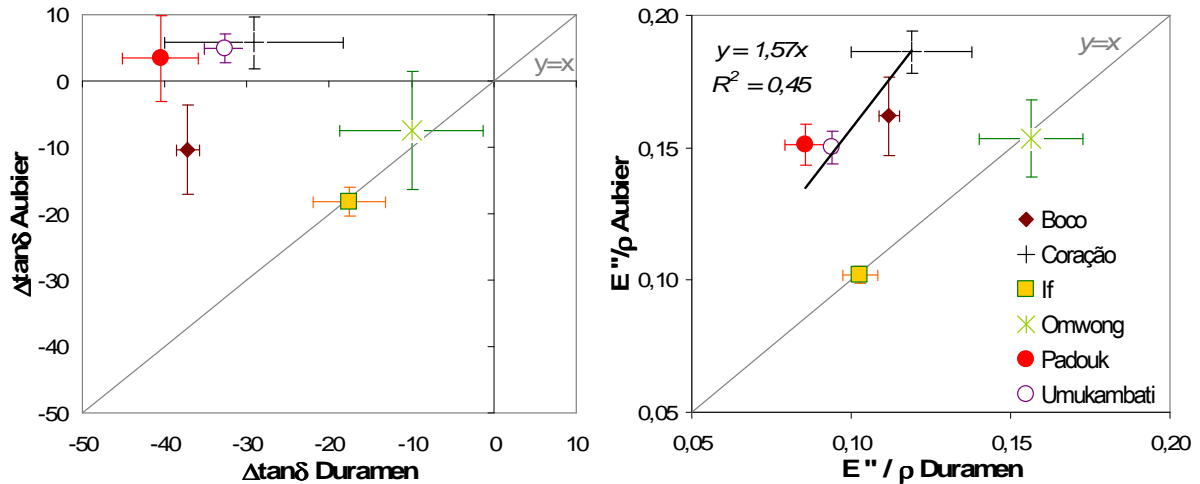 10
0
-10
-20
-30
-40
-50
-50 -40 -30 -20 -10 0 10
y=x
Δtanδ Aubier
Δtanδ Duramen
0,20
0,15
0,10
0,05
0,05 0,10 0,15 0,20
y = 1,57x
R² = 0,45
y=x
E''/ρ Aubier
E'' / ρ Duramen
Boco
Coração
If
Omwong
Padouk
Umukambati